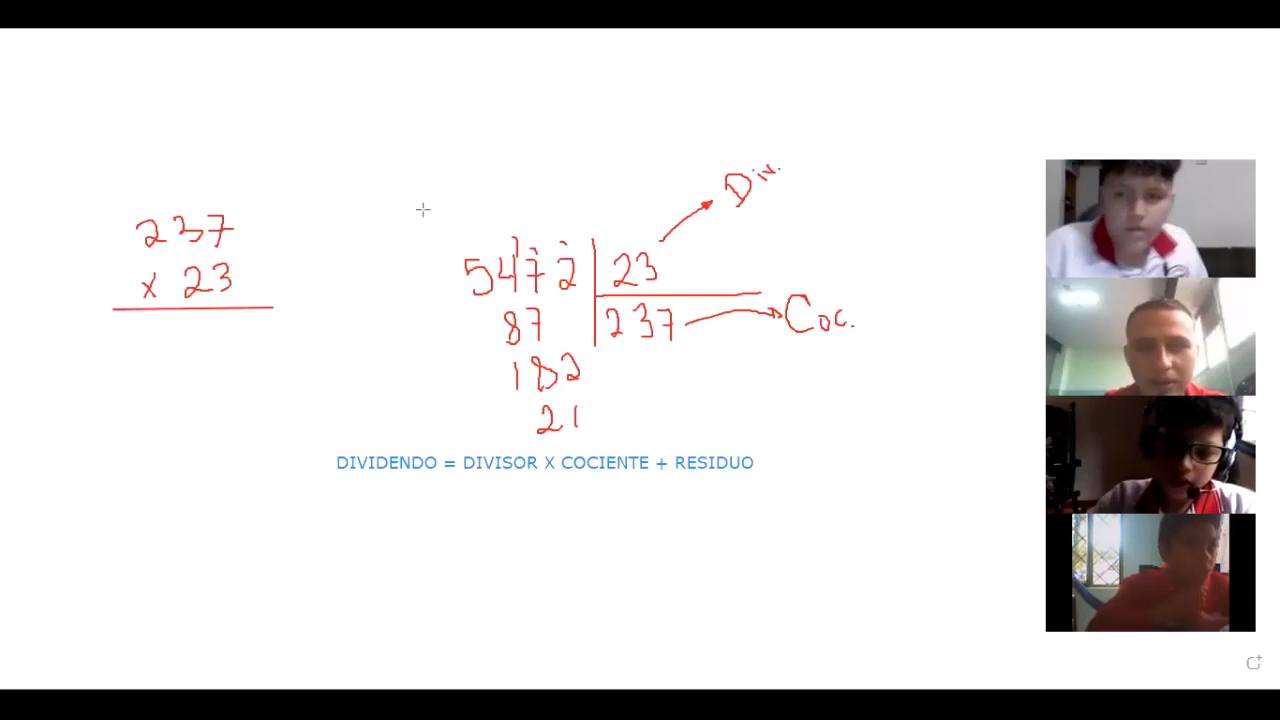 237
x 23
Div.
5472 23
87 237 Coc.
182
21
DIVIDENDO = DIVISOR X COCIENTE + RESIDUO